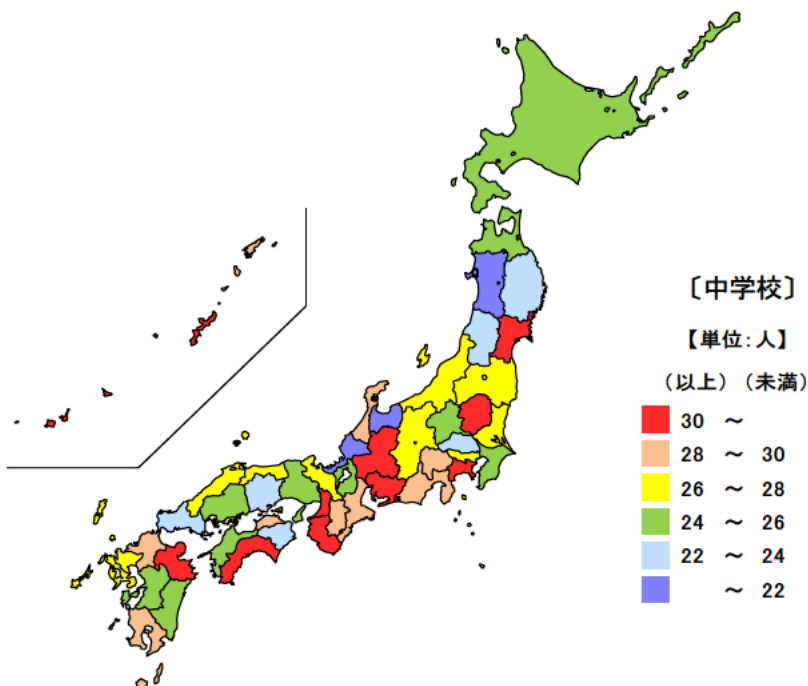 〔中学校〕
【単位:人】
（以上）（未満）
30 ～
28 ～ 30
26 ～ 28
24 ～ 26
22 ～ 24
～ 22